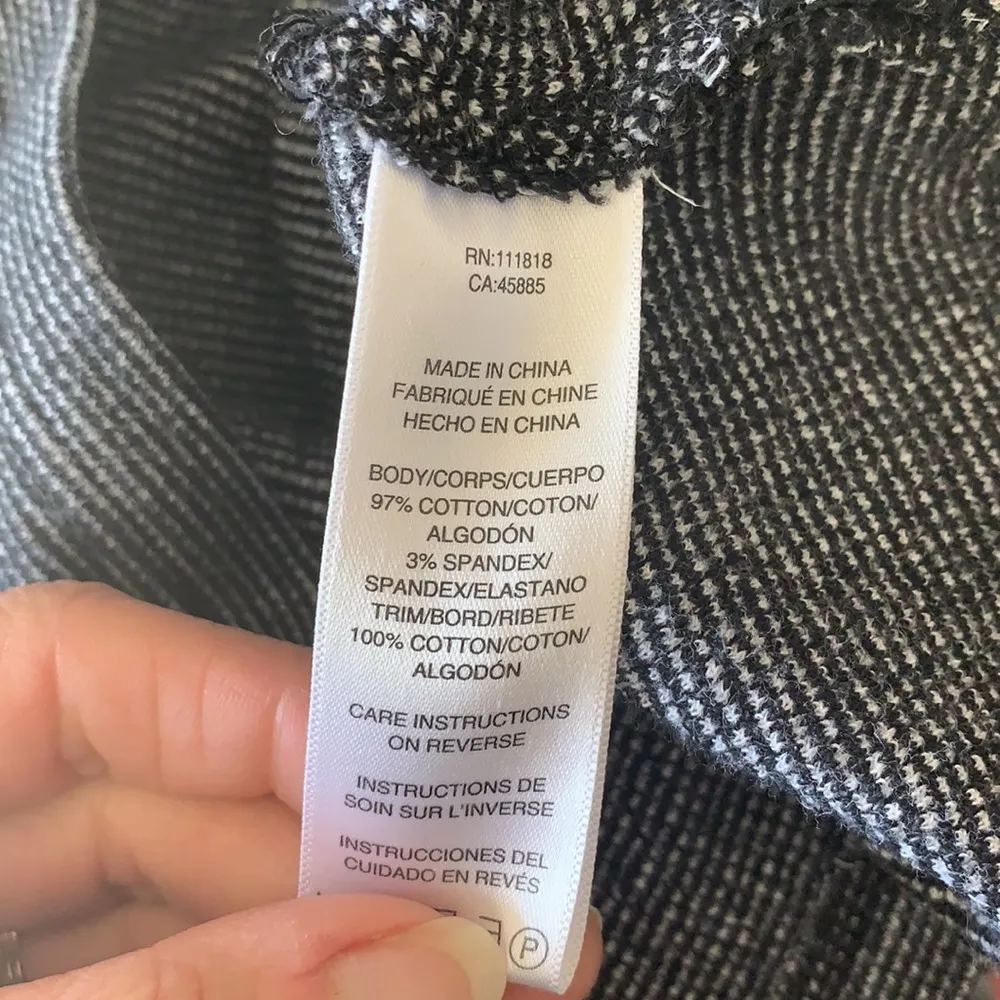 RN:111818
CA:45885
MADE IN CHINA
FABRIQUÉ EN CHINE
HECHO EN CHINA
BODY/CORPS/CUERPO
97% COTTON/COTON/
ALGODÓN
3% SPANDEX/
SPANDEX/ELASTANO
TRIM/BORD/RIBETE
100% COTTON/COTON/
ALGODÓN
CARE INSTRUCTIONS
ON REVERSE
INSTRUCTIONS DE
SOIN SUR L'INVERSE
INSTRUCCIONES DEL
CUIDADO EN REVÉS
P